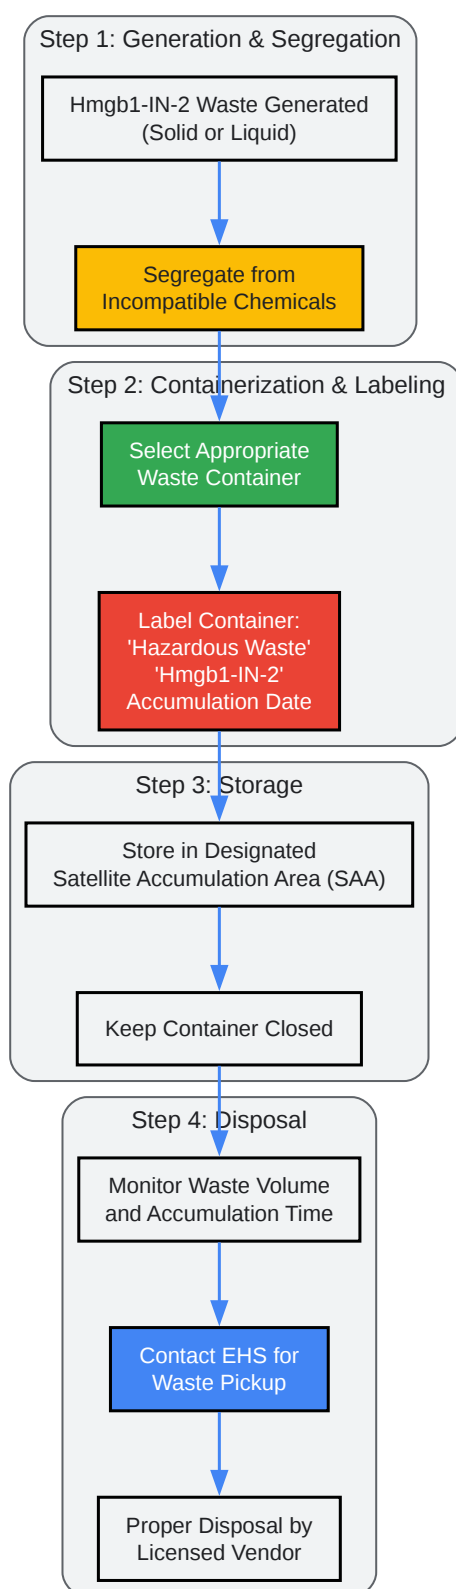 Step 1: Generation & Segregation
Hmgb1-IN-2 Waste Generated
(Solid or Liquid)
Segregate from
Incompatible Chemicals
Step 2: Containerization & Labeling
Select Appropriate
Waste Container
Label Container:
'Hazardous Waste'
'Hmgb1-IN-2'
Accumulation Date
Step 3: Storage
Store in Designated
Satellite Accumulation Area (SAA)
Keep Container Closed
Step 4: Disposal
Monitor Waste Volume
and Accumulation Time
Contact EHS for
Waste Pickup
Proper Disposal by
Licensed Vendor